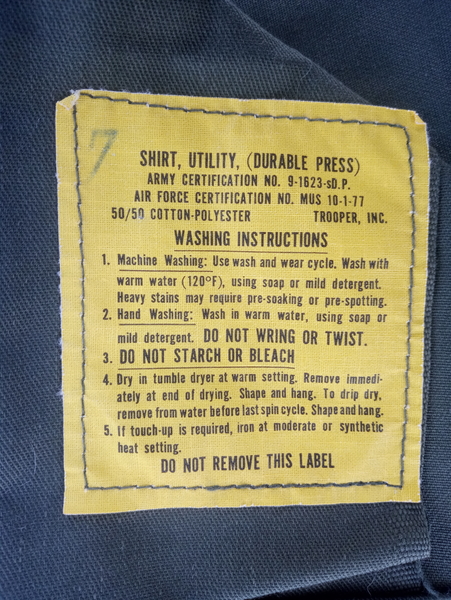 7
SHIRT, UTILITY, (DURABLE PRESS)
ARMY CERTIFICATION NO. 9-1623-sD.P.
AIR FORCE CERTIFICATION NO. MUS 10-1-77
50/50 COTTON-POLYESTER TROOPER, INC.
WASHING INSTRUCTIONS
1. Machine Washing: Use wash and wear cycle. Wash with
warm water (120°F), using soap or mild detergent.
Heavy stains may require pre-soaking or pre-spotting.
2. Hand Washing: Wash in warm water, using soap or
mild detergent. DO NOT WRING OR TWIST.
3. DO NOT STARCH OR BLEACH
4. Dry in tumble dryer at warm setting. Remove immedi-
ately at end of drying. Shape and hang. To drip dry,
remove from water before last spin cycle. Shape and hang.
5. If touch-up is required, iron at moderate or synthetic
heat setting.
DO NOT REMOVE THIS LABEL